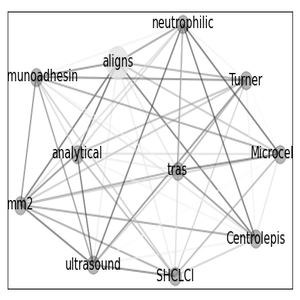 neutrophilic
aligns
munoadhesin
Turner
analytical
Microcel
tras
mm2
Centrolepis
ultrasound
SHCLCI